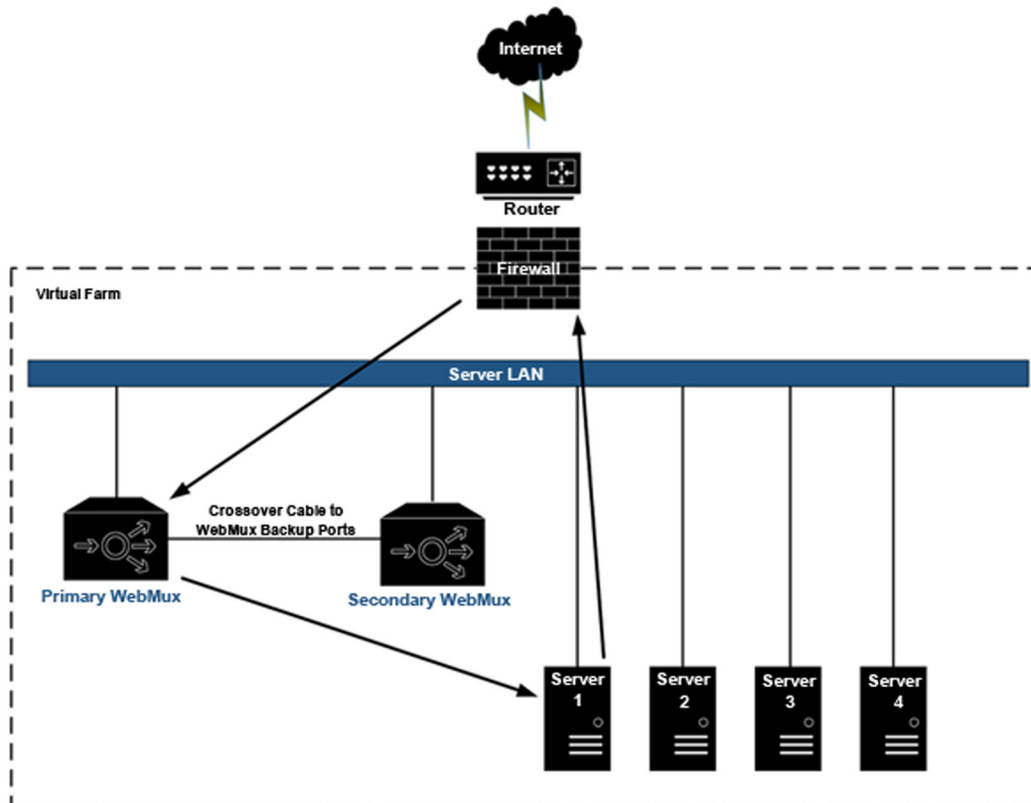 Internet
Router
Firewall
Virtual Farm
Server LAN
Crossover Cable to
WebMux Backup Ports
Primary WebMux
Secondary WebMux
Server
1
Server
2
Server
3
Server
4